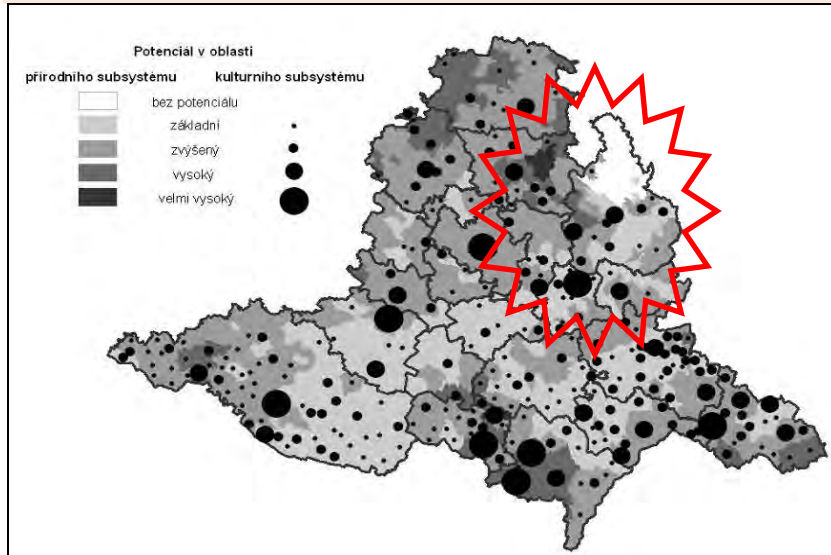 Potenciál v oblasti
přírodního subsystému kulturního subsystému
bez potenciálu
základní
zvýšený
vysoký
velmi vysoký